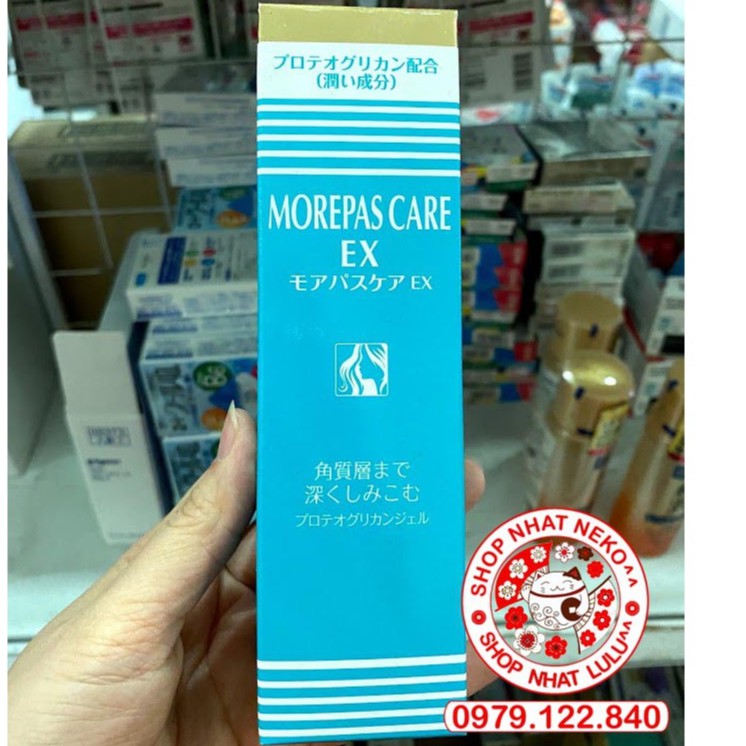 プロテオグリカン配合
(潤い成分)
MOREPAS CARE
EX
モアパスケア EX
角質層まで
深くしみこむ
プロテオグリカンジェル
SHOP NHAT NEKO^^
SHOP NHAT LULU^^
0979.122.840